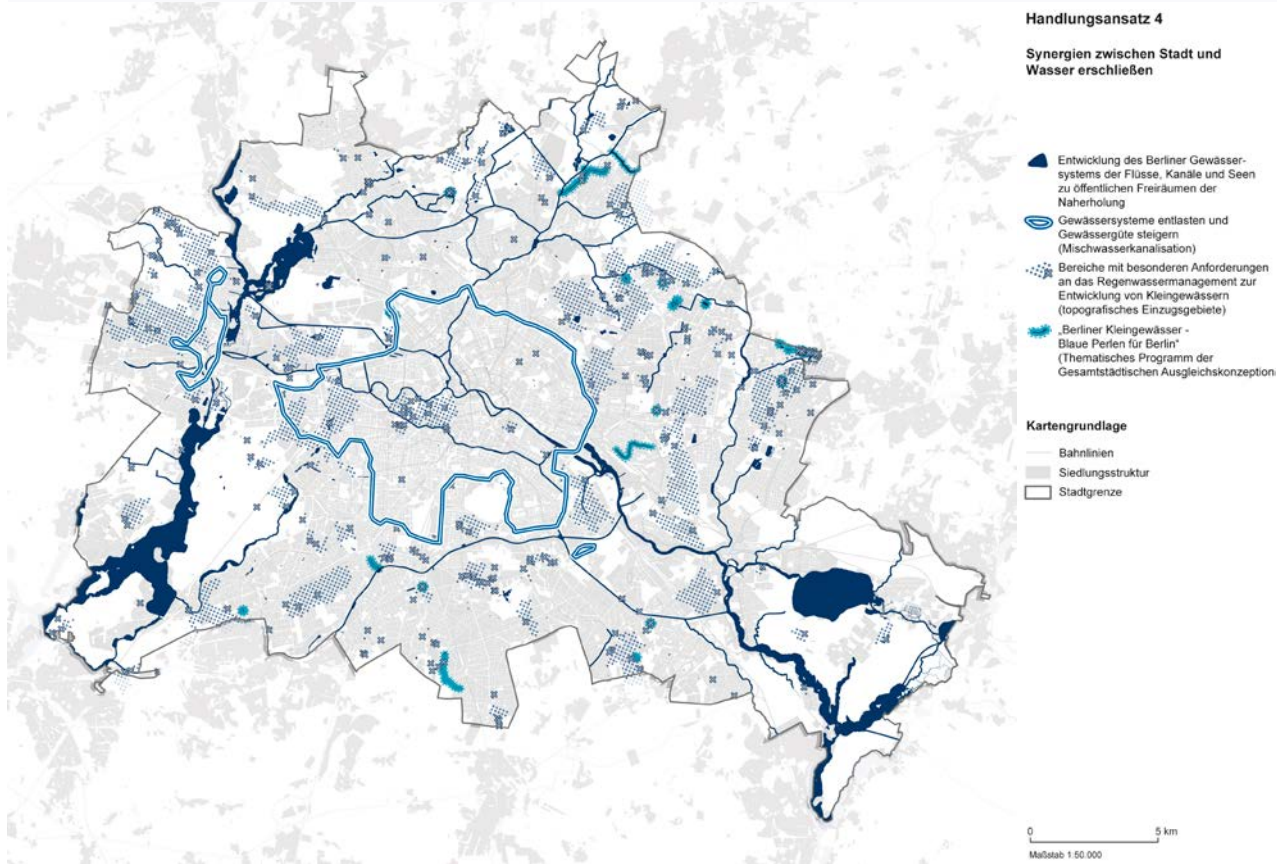 Handlungsansatz 4
Synergien zwischen Stadt und
Wasser erschließen
Entwicklung des Berliner Gewässer-
systems der Flüsse, Kanäle und Seen
zu öffentlichen Freiräumen der
Naherholung
Gewässersysteme entlasten und
Gewässergüte steigern
(Mischwasserkanalisation)
Bereiche mit besonderen Anforderungen
an das Regenwassermanagement zur
Entwicklung von Kleingewässern
(topografisches Einzugsgebiete)
„Berliner Kleingewässer -
Blaue Perlen für Berlin"
(Thematisches Programm der
Gesamtstädtischen Ausgleichskonzeption
Kartengrundlage
Bahnlinien
Siedlungsstruktur
Stadtgrenze
0 5 km
Maßstab 1:50.000